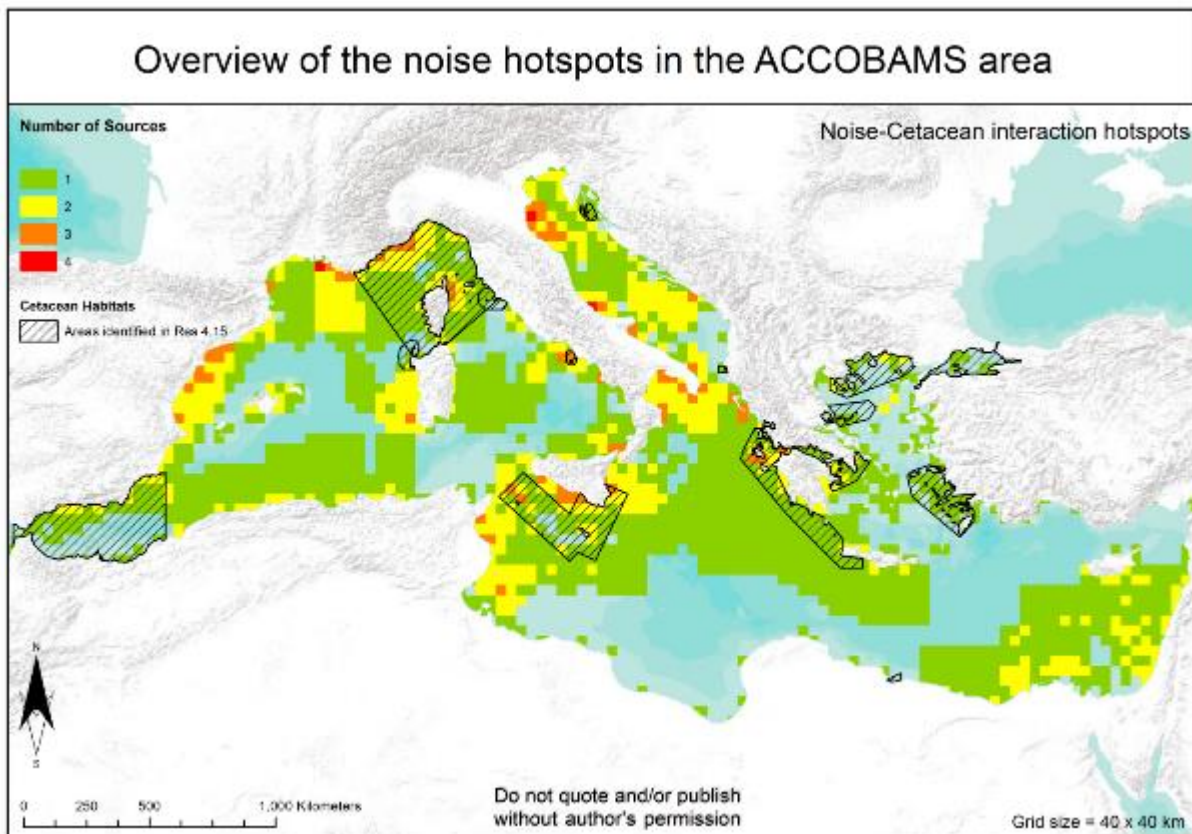 Overview of the noise hotspots in the ACCOBAMS area
Number of Sources
Noise-Cetacean interaction hotspots
1
2
3
4
Cetacean Habitats
Areas identified in Res 4.15
N
S
0 250 500 1,000 Kilometers
Do not quote and/or publish
without author's permission
Grid size = 40 x 40 km